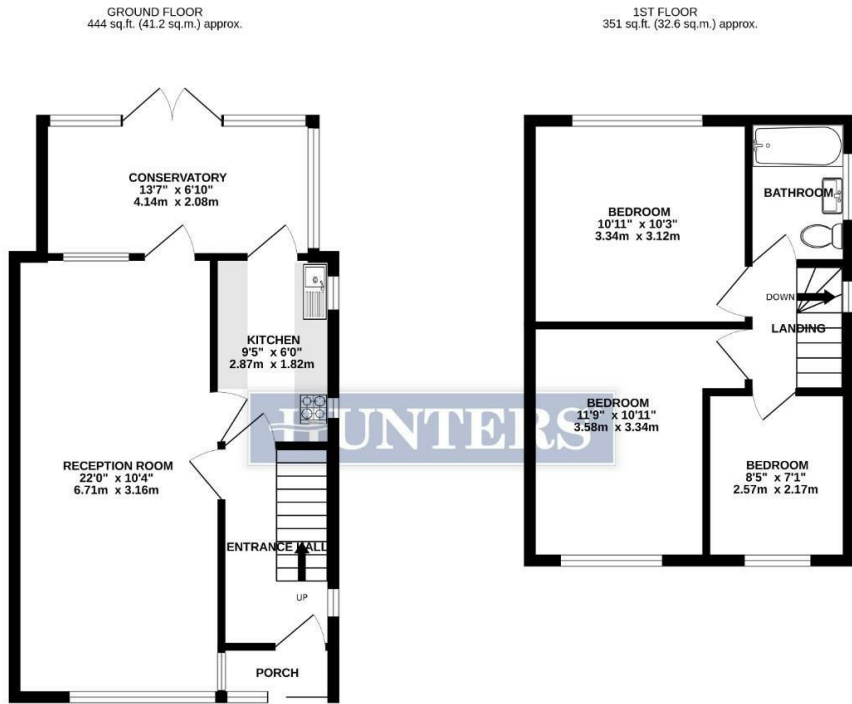 GROUND FLOOR
444 sq.ft. (41.2 sq.m.) approx.
1ST FLOOR
351 sq.ft. (32.6 sq.m.) approx.
CONSERVATORY
13'7" x 6'10"
4.14m x 2.08m
KITCHEN
9'5" x 6'0"
2.87m x 1.82m
RECEPTION ROOM
22'0" x 10'4"
6.71m x 3.16m
ENTRANCE HALL
UP
PORCH
BEDROOM
10'11" x 10'3"
3.34m x 3.12m
BATHROOM
DOWN
LANDING
BEDROOM
11'9" x 10'11"
3.58m x 3.34m
BEDROOM
8'5" x 7'1"
2.57m x 2.17m
HUNTERS